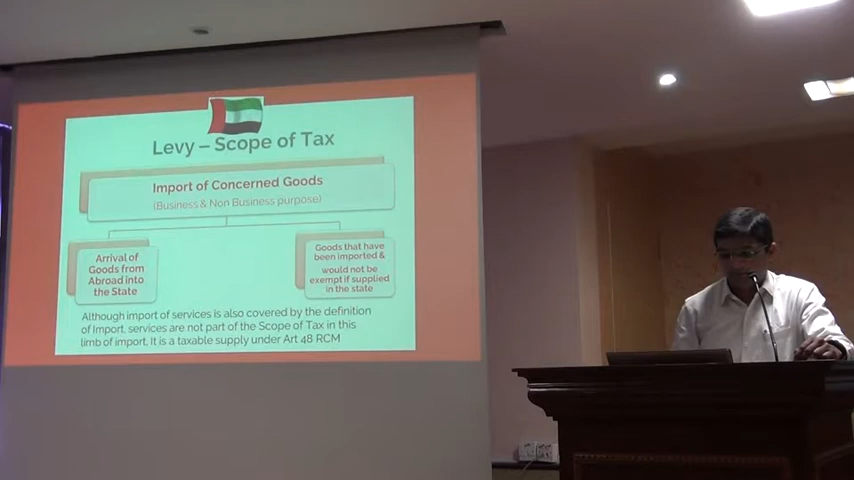 Levy – Scope of Tax
Import of Concerned Goods
(Business & Non Business purpose)
Arrival of
Goods from
Abroad into
the State
Goods that have
been imported &
would not be
exempt if supplied
in the state
Although import of services is also covered by the definition
of Import, services are not part of the Scope of Tax in this
limb of import. It is a taxable supply under Art 48 RCM